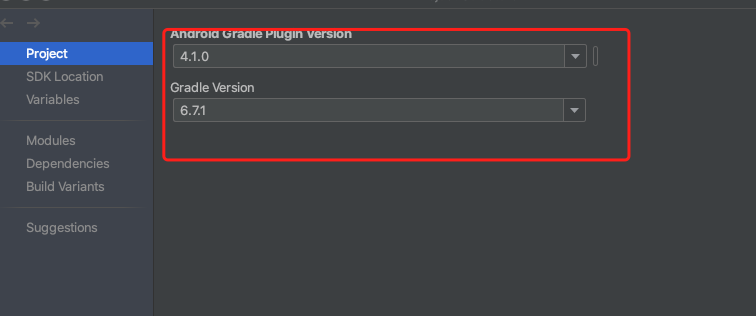 Project
SDK Location
Variables
Modules
Dependencies
Build Variants
Suggestions
Android Gradle Plugin Version
4.1.0
Gradle Version
6.7.1